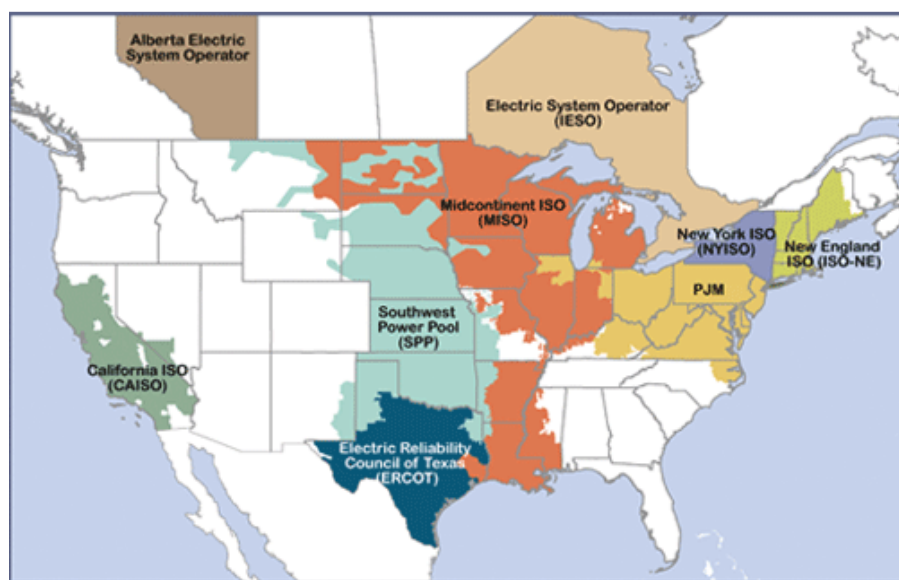 Alberta Electric
System Operator
Electric System Operator
(IESO)
Midcontinent ISO
(MISO)
New York ISO
(NYISO)
New England
ISO (ISO-NE)
PJM
Southwest
Power Pool
(SPP)
California ISO
(CAISO)
Electric Reliability
Council of Texas
(ERCOT)